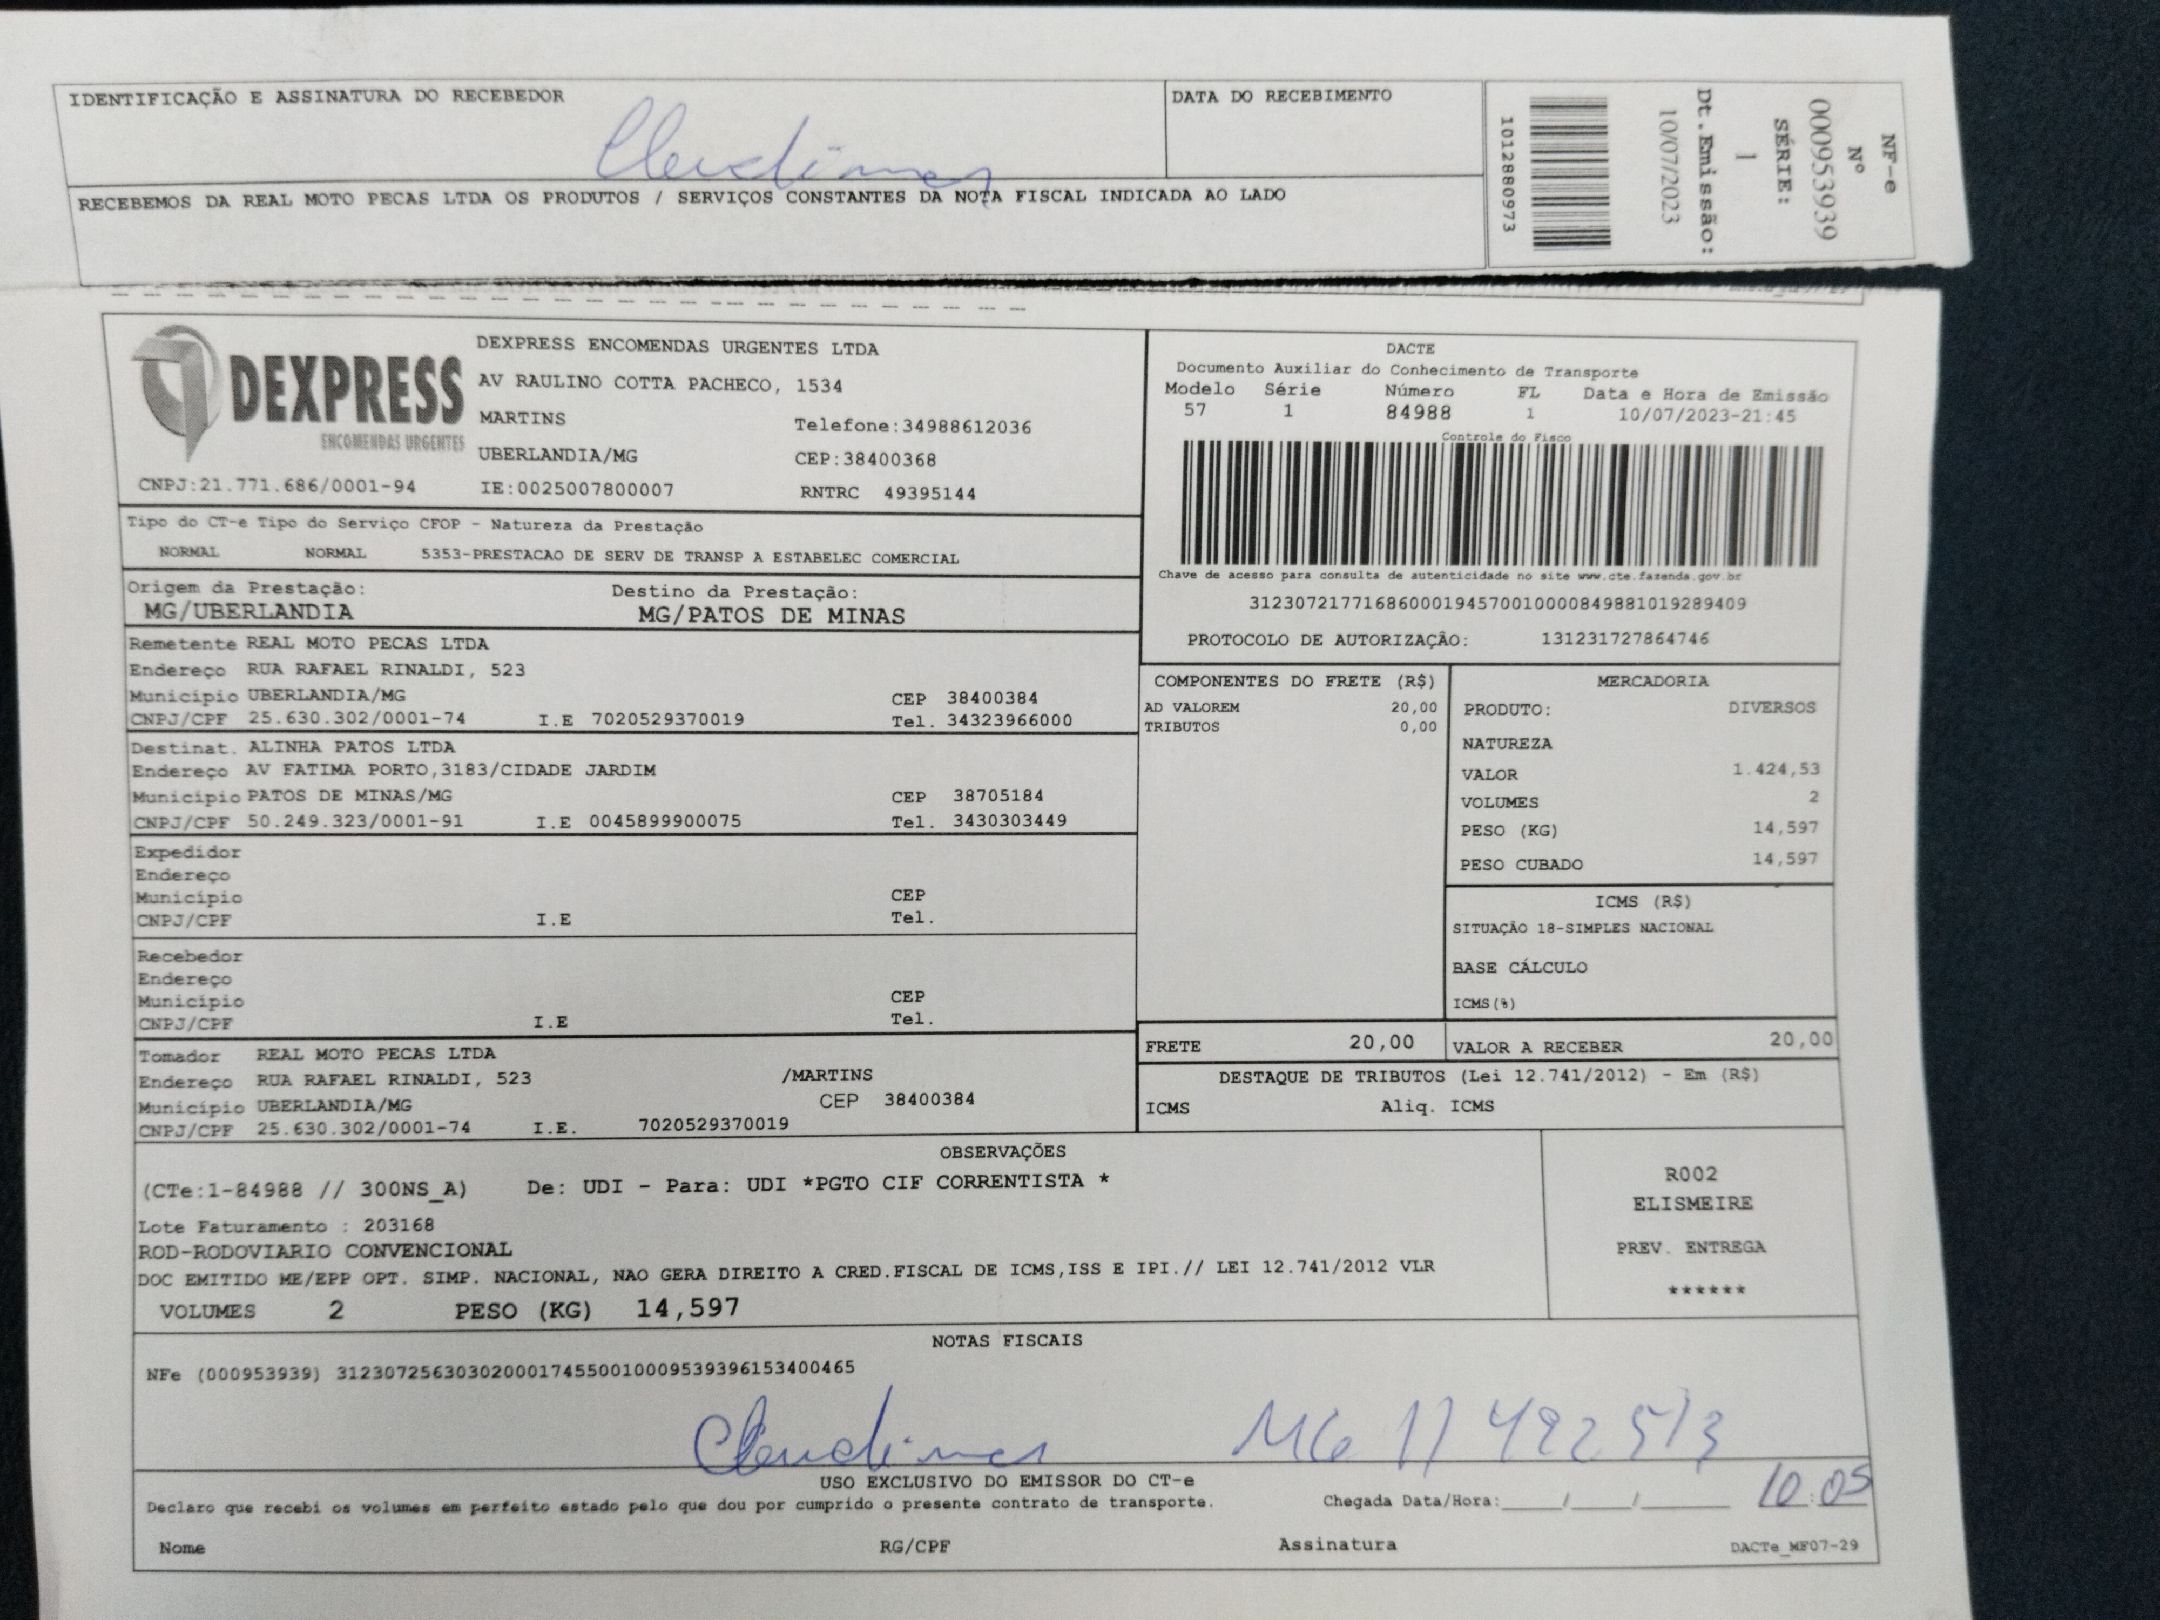 IDENTIFICAÇÃO E ASSINATURA DO RECEBEDOR
DATA DO RECEBIMENTO
RECEBEMOS DA REAL MOTO PECAS LTDA OS PRODUTOS / SERVIÇOS CONSTANTES DA NOTA FISCAL INDICADA AO LADO
10128809973
NF-e
Nº
000953939
SÉRIE:
1
Dt.Emissão:
10/07/2023
DEXPRESS
ENCOMENDAS URGENTES
CNPJ:21.771.686/0001-94
DEXPRESS ENCOMENDAS URGENTES LTDA
AV RAULINO COTTA PACHECO, 1534
MARTINS Telefone:34988612036
UBERLANDIA/MG CEP:38400368
IE:0025007800007 RNTRC 49395144
DACTE
Documento Auxiliar do Conhecimento de Transporte
Modelo Série Número FL Data e Hora de Emissão
57 1 84988 1 10/07/2023-21:45
Controle do Fisco
Chave de acesso para consulta de autenticidade no site www.cte.fazenda.gov.br
31230721771686000194570010000849881019289409
PROTOCOLO DE AUTORIZAÇÃO: 131231727864746
Tipo do CT-e Tipo do Serviço CFOP - Natureza da Prestação
NORMAL NORMAL 5353-PRESTACAO DE SERV DE TRANSP A ESTABELEC COMERCIAL
Origem da Prestação: Destino da Prestação:
MG/UBERLANDIA MG/PATOS DE MINAS
Remetente REAL MOTO PECAS LTDA
Endereço RUA RAFAEL RINALDI, 523
Município UBERLANDIA/MG CEP 38400384
CNPJ/CPF 25.630.302/0001-74 I.E 7020529370019 Tel. 34323966000
Destinat. ALINHA PATOS LTDA
Endereço AV FATIMA PORTO,3183/CIDADE JARDIM
Município PATOS DE MINAS/MG CEP 38705184
CNPJ/CPF 50.249.323/0001-91 I.E 0045899900075 Tel. 3430303449
Expedidor
Endereço
Município CEP
CNPJ/CPF I.E Tel.
Recebedor
Endereço
Município CEP
CNPJ/CPF I.E Tel.
Tomador REAL MOTO PECAS LTDA
Endereço RUA RAFAEL RINALDI, 523 /MARTINS
Município UBERLANDIA/MG CEP 38400384
CNPJ/CPF 25.630.302/0001-74 I.E. 7020529370019
COMPONENTES DO FRETE (R$)
AD VALOREM 20,00
TRIBUTOS 0,00
MERCADORIA
PRODUTO: DIVERSOS
NATUREZA
VALOR 1.424,53
VOLUMES 2
PESO (KG) 14,597
PESO CUBADO 14,597
ICMS (R$)
SITUAÇÃO 18-SIMPLES NACIONAL
BASE CÁLCULO
ICMS(%)
FRETE 20,00 VALOR A RECEBER 20,00
DESTAQUE DE TRIBUTOS (Lei 12.741/2012) - Em (R$)
ICMS Aliq. ICMS
OBSERVAÇÕES
(CTe:1-84988 // 300NS_A) De: UDI - Para: UDI *PGTO CIF CORRENTISTA *
Lote Faturamento : 203168
ROD-RODOVIARIO CONVENCIONAL
DOC EMITIDO ME/EPP OPT. SIMP. NACIONAL, NAO GERA DIREITO A CRED.FISCAL DE ICMS,ISS E IPI.// LEI 12.741/2012 VLR
VOLUMES 2 PESO (KG) 14,597
R002
ELISMEIRE
PREV. ENTREGA
******
NOTAS FISCAIS
NFe (000953939) 31230725630302000174550010009539396153400465
MG 11 492 513
USO EXCLUSIVO DO EMISSOR DO CT-e
Declaro que recebi os volumes em perfeito estado pelo que dou por cumprido o presente contrato de transporte. Chegada Data/Hora:____/____/______ 10:05
Nome RG/CPF Assinatura DACTe_MF07-29